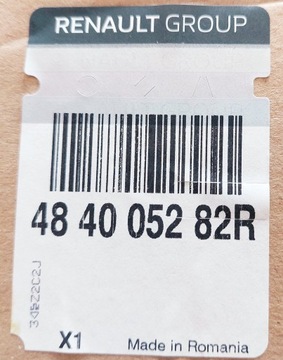 RENAULT GROUP
48 40 052 82R
X1
Made in Romania